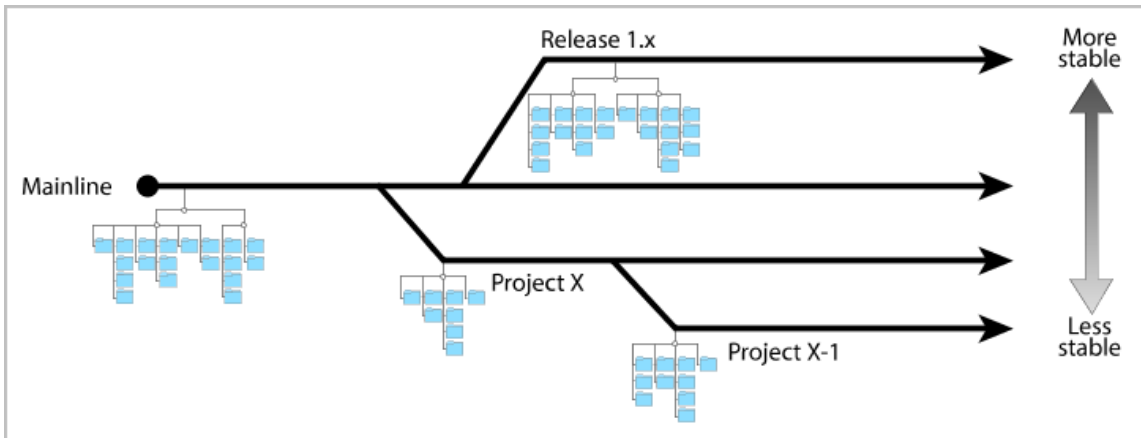 Release 1.x
More
stable
Mainline
Project X
Project X-1
Less
stable